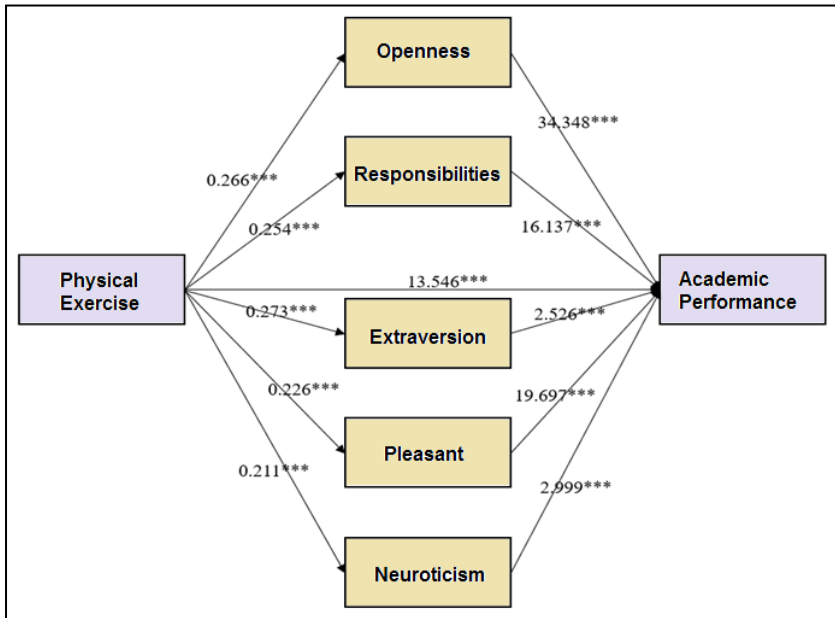 Openness
34.348***
0.266***
Responsibilities
0.254***
16.137***
Physical
Exercise
13.546***
Academic
Performance
0.273***
Extraversion
2.526***
0.226***
19.697***
Pleasant
0.211***
2.999***
Neuroticism